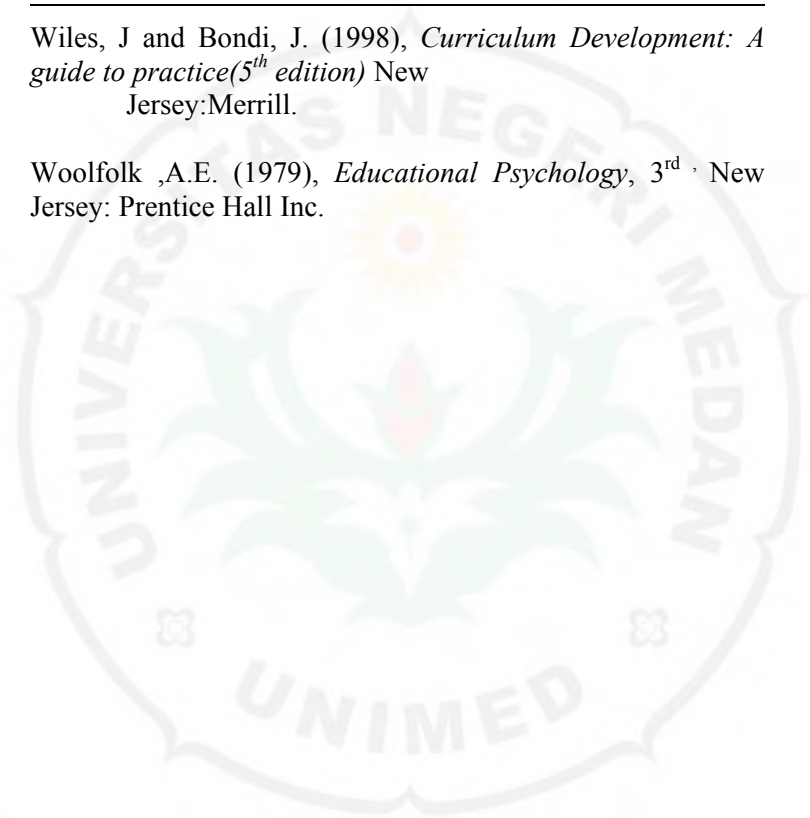 Wiles, J and Bondi, J. (1998), Curriculum Development: A
guide to practice(5th edition) New
Jersey:Merrill.
Woolfolk ,A.E. (1979), Educational Psychology, 3rd , New
Jersey: Prentice Hall Inc.
UNIVERSITAS NEGERI MEDAN
UNIMED